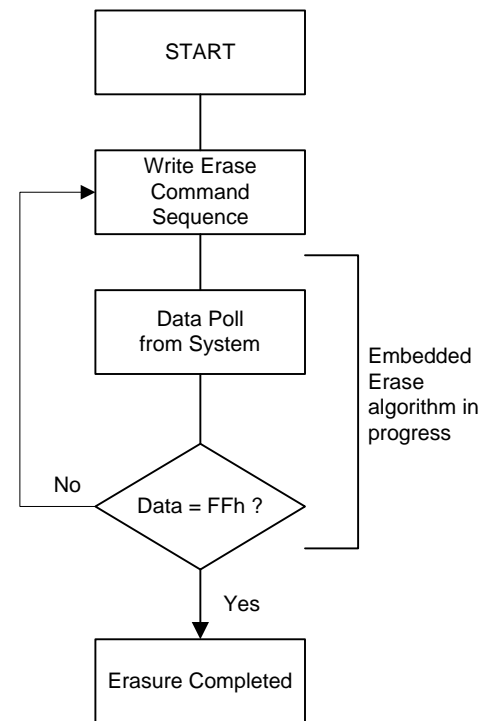 START
Write Erase
Command
Sequence
Data Poll
from System
Embedded
Erase
algorithm in
progress
No
Data = FFh ?
Yes
Erasure Completed